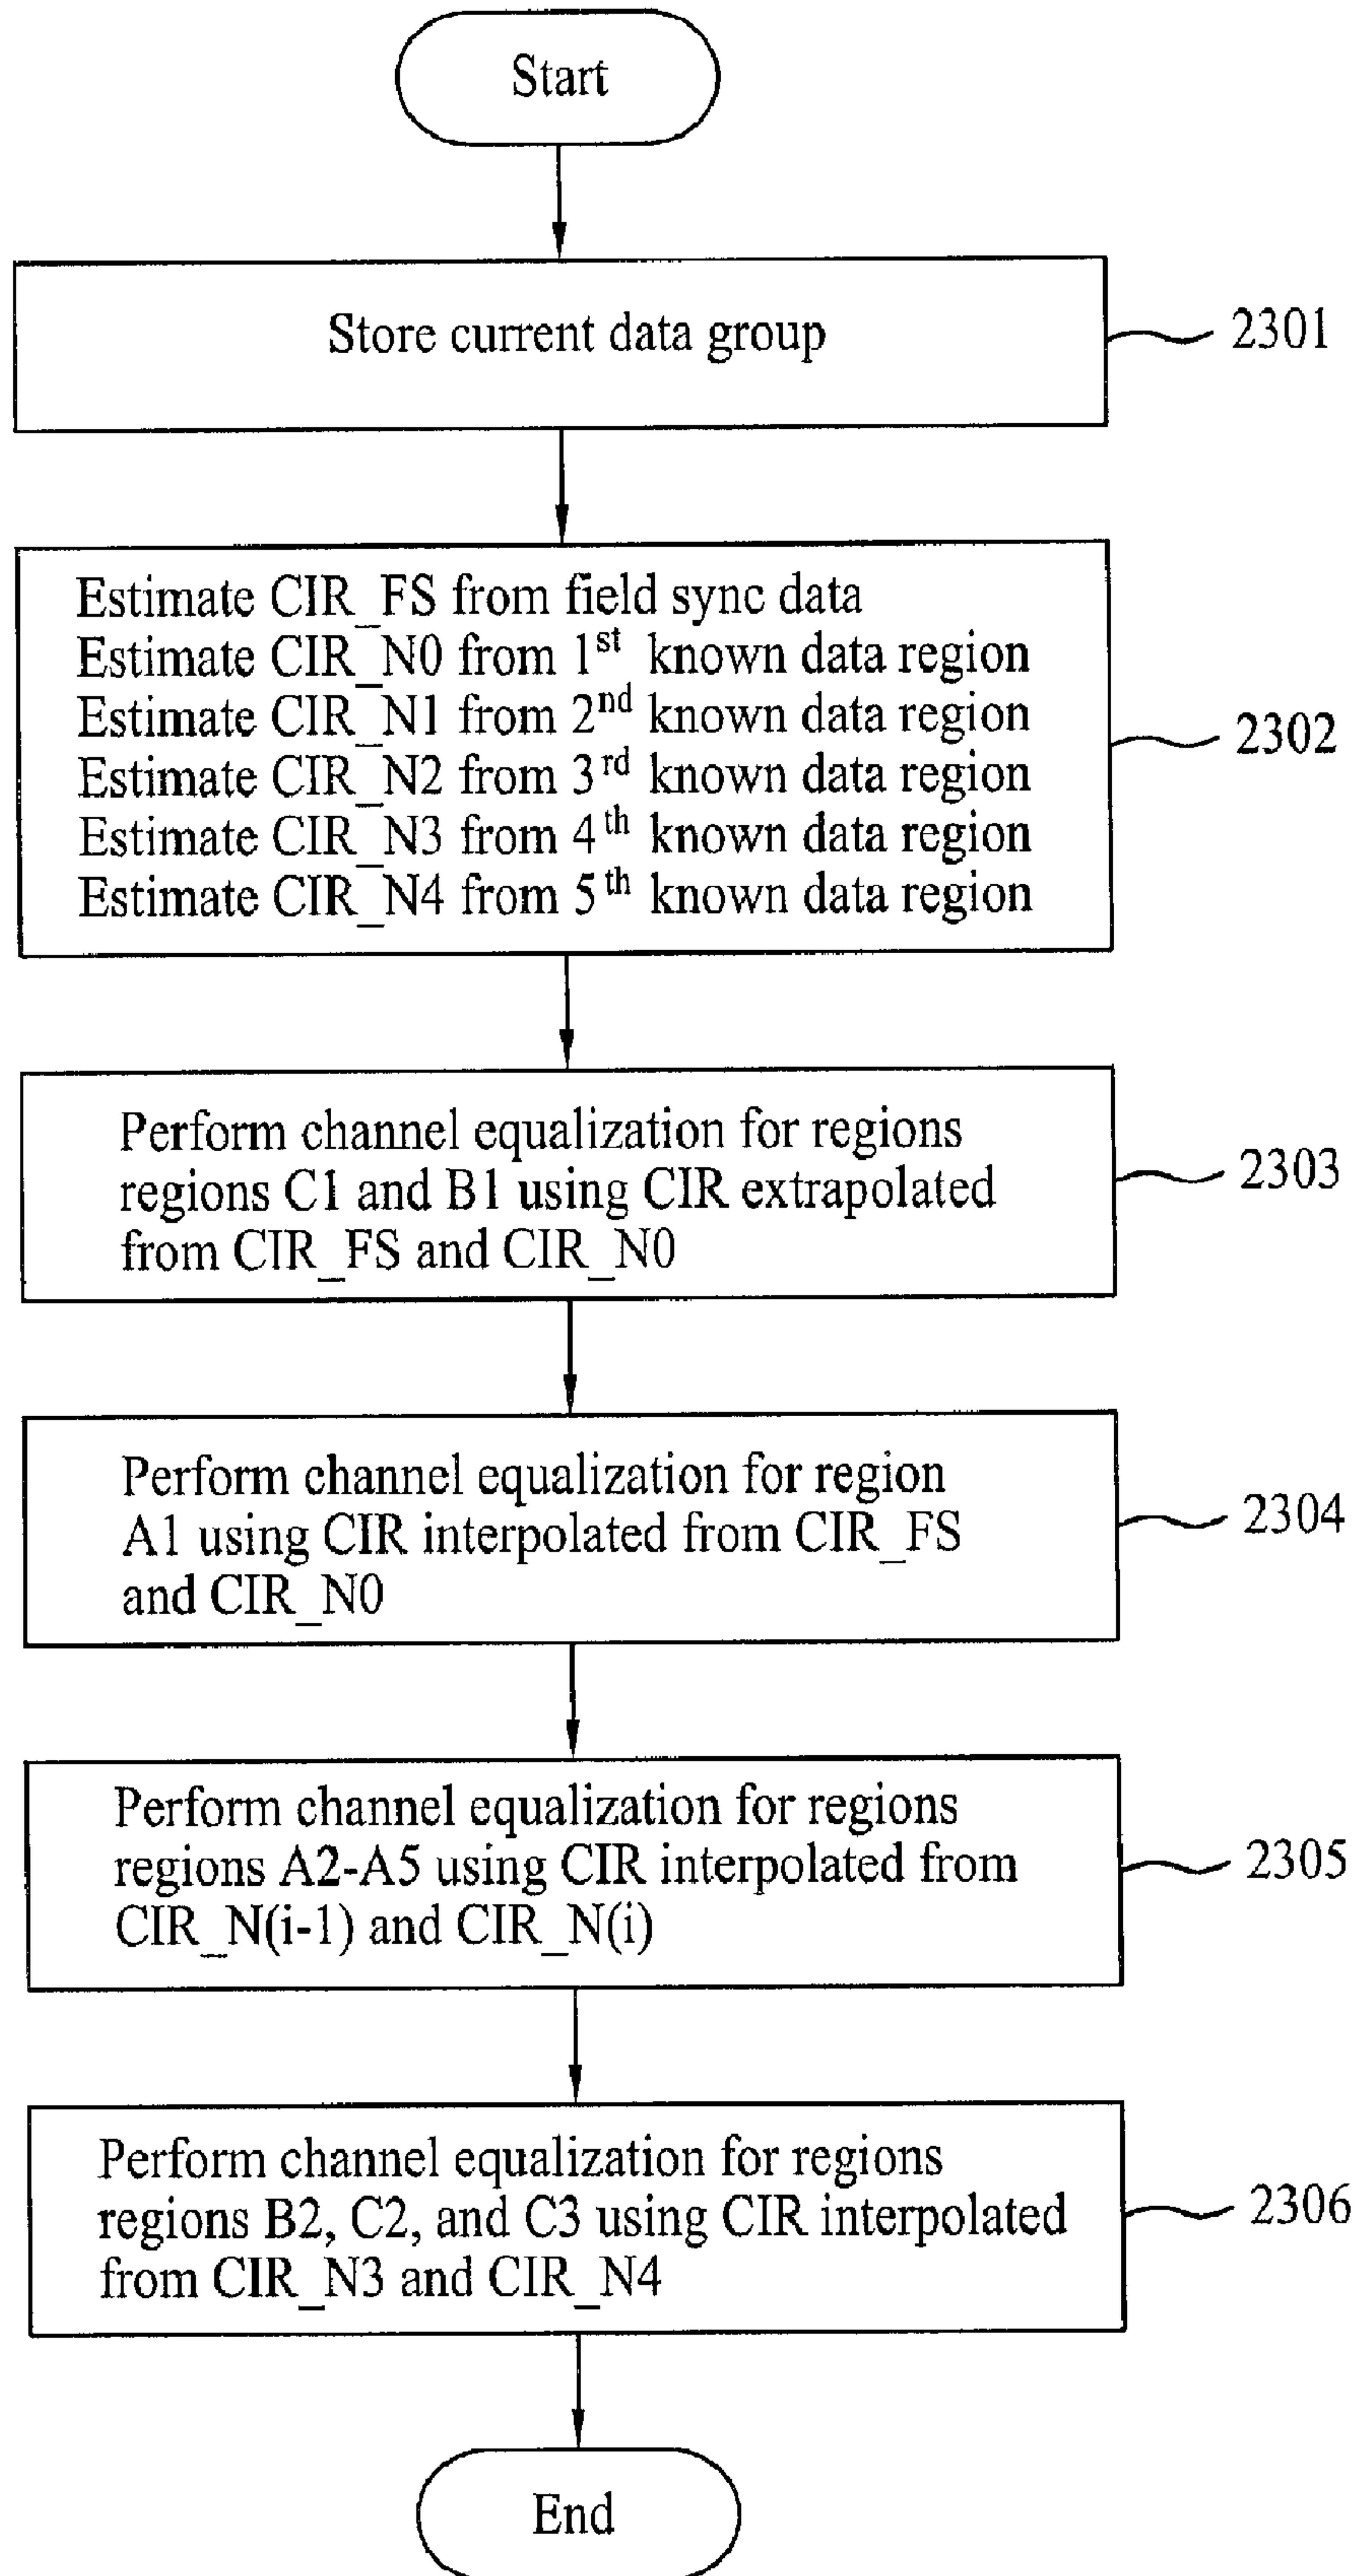 Start
Store current data group
2301
Estimate CIR_FS from field sync data
Estimate CIR_N0 from 1st known data region
Estimate CIR_N1 from 2nd known data region
Estimate CIR_N2 from 3rd known data region
Estimate CIR_N3 from 4th known data region
Estimate CIR_N4 from 5th known data region
2302
Perform channel equalization for regions
regions C1 and B1 using CIR extrapolated
from CIR_FS and CIR_N0
2303
Perform channel equalization for region
A1 using CIR interpolated from CIR_FS
and CIR_N0
2304
Perform channel equalization for regions
regions A2-A5 using CIR interpolated from
CIR_N(i-1) and CIR_N(i)
2305
Perform channel equalization for regions
regions B2, C2, and C3 using CIR interpolated
from CIR_N3 and CIR_N4
2306
End